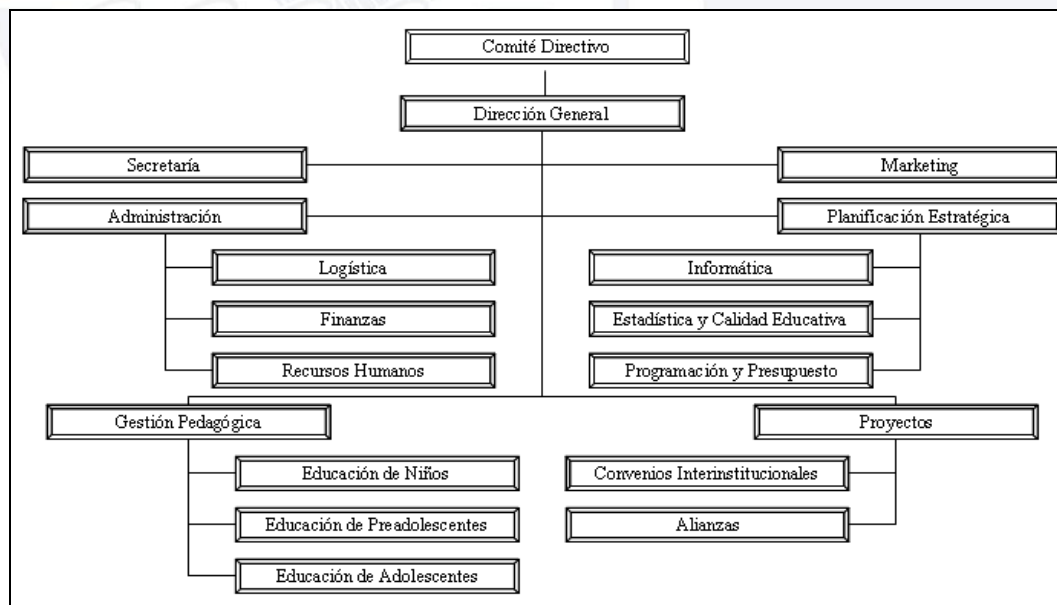 Comité Directivo
Dirección General
Secretaría
Marketing
Administración
Planificación Estratégica
Logística
Informática
Finanzas
Estadística y Calidad Educativa
Recursos Humanos
Programación y Presupuesto
Gestión Pedagógica
Proyectos
Educación de Niños
Convenios Interinstitucionales
Educación de Preadolescentes
Alianzas
Educación de Adolescentes